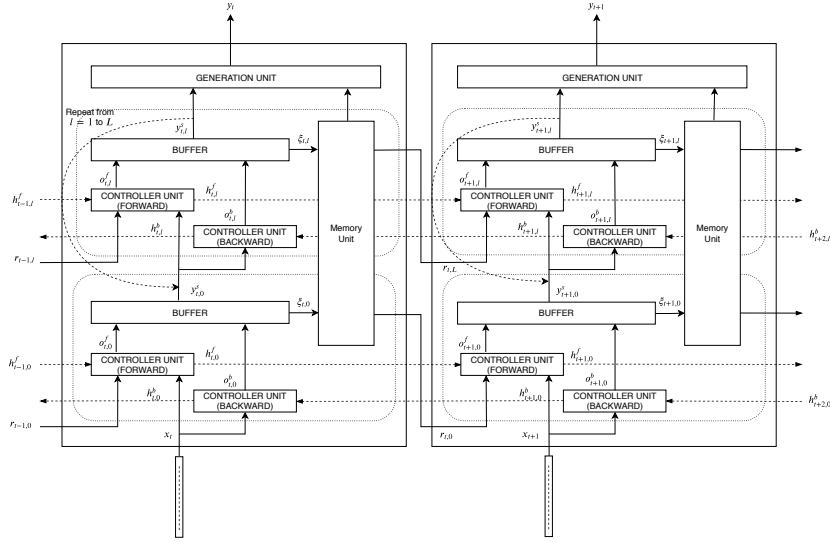 y_t
y_{t+1}
GENERATION UNIT
GENERATION UNIT
Repeat from
l = 1 to L
y^s_{t,l}
y^s_{t+1,l}
BUFFER
ξ_{t,l}
BUFFER
ξ_{t+1,l}
o^f_{t,l}
o^f_{t+1,l}
h^f_{t-1,l}
CONTROLLER UNIT
(FORWARD)
h^f_{t,l}
o^b_{t,l}
CONTROLLER UNIT
(FORWARD)
h^f_{t+1,l}
o^b_{t+1,l}
h^b_{t,l}
CONTROLLER UNIT
(BACKWARD)
Memory
Unit
h^b_{t+1,l}
CONTROLLER UNIT
(BACKWARD)
Memory
Unit
h^b_{t+2,l}
r_{t-1,l}
r_{t,L}
y^s_{t,0}
y^s_{t+1,0}
BUFFER
ξ_{t,0}
BUFFER
ξ_{t+1,0}
o^f_{t,0}
o^f_{t+1,0}
h^f_{t-1,0}
CONTROLLER UNIT
(FORWARD)
h^f_{t,0}
o^b_{t,0}
CONTROLLER UNIT
(FORWARD)
h^f_{t+1,0}
o^b_{t+1,0}
h^b_{t,0}
CONTROLLER UNIT
(BACKWARD)
h^b_{t+1,0}
CONTROLLER UNIT
(BACKWARD)
h^b_{t+2,0}
r_{t-1,0}
x_t
r_{t,0}
x_{t+1}